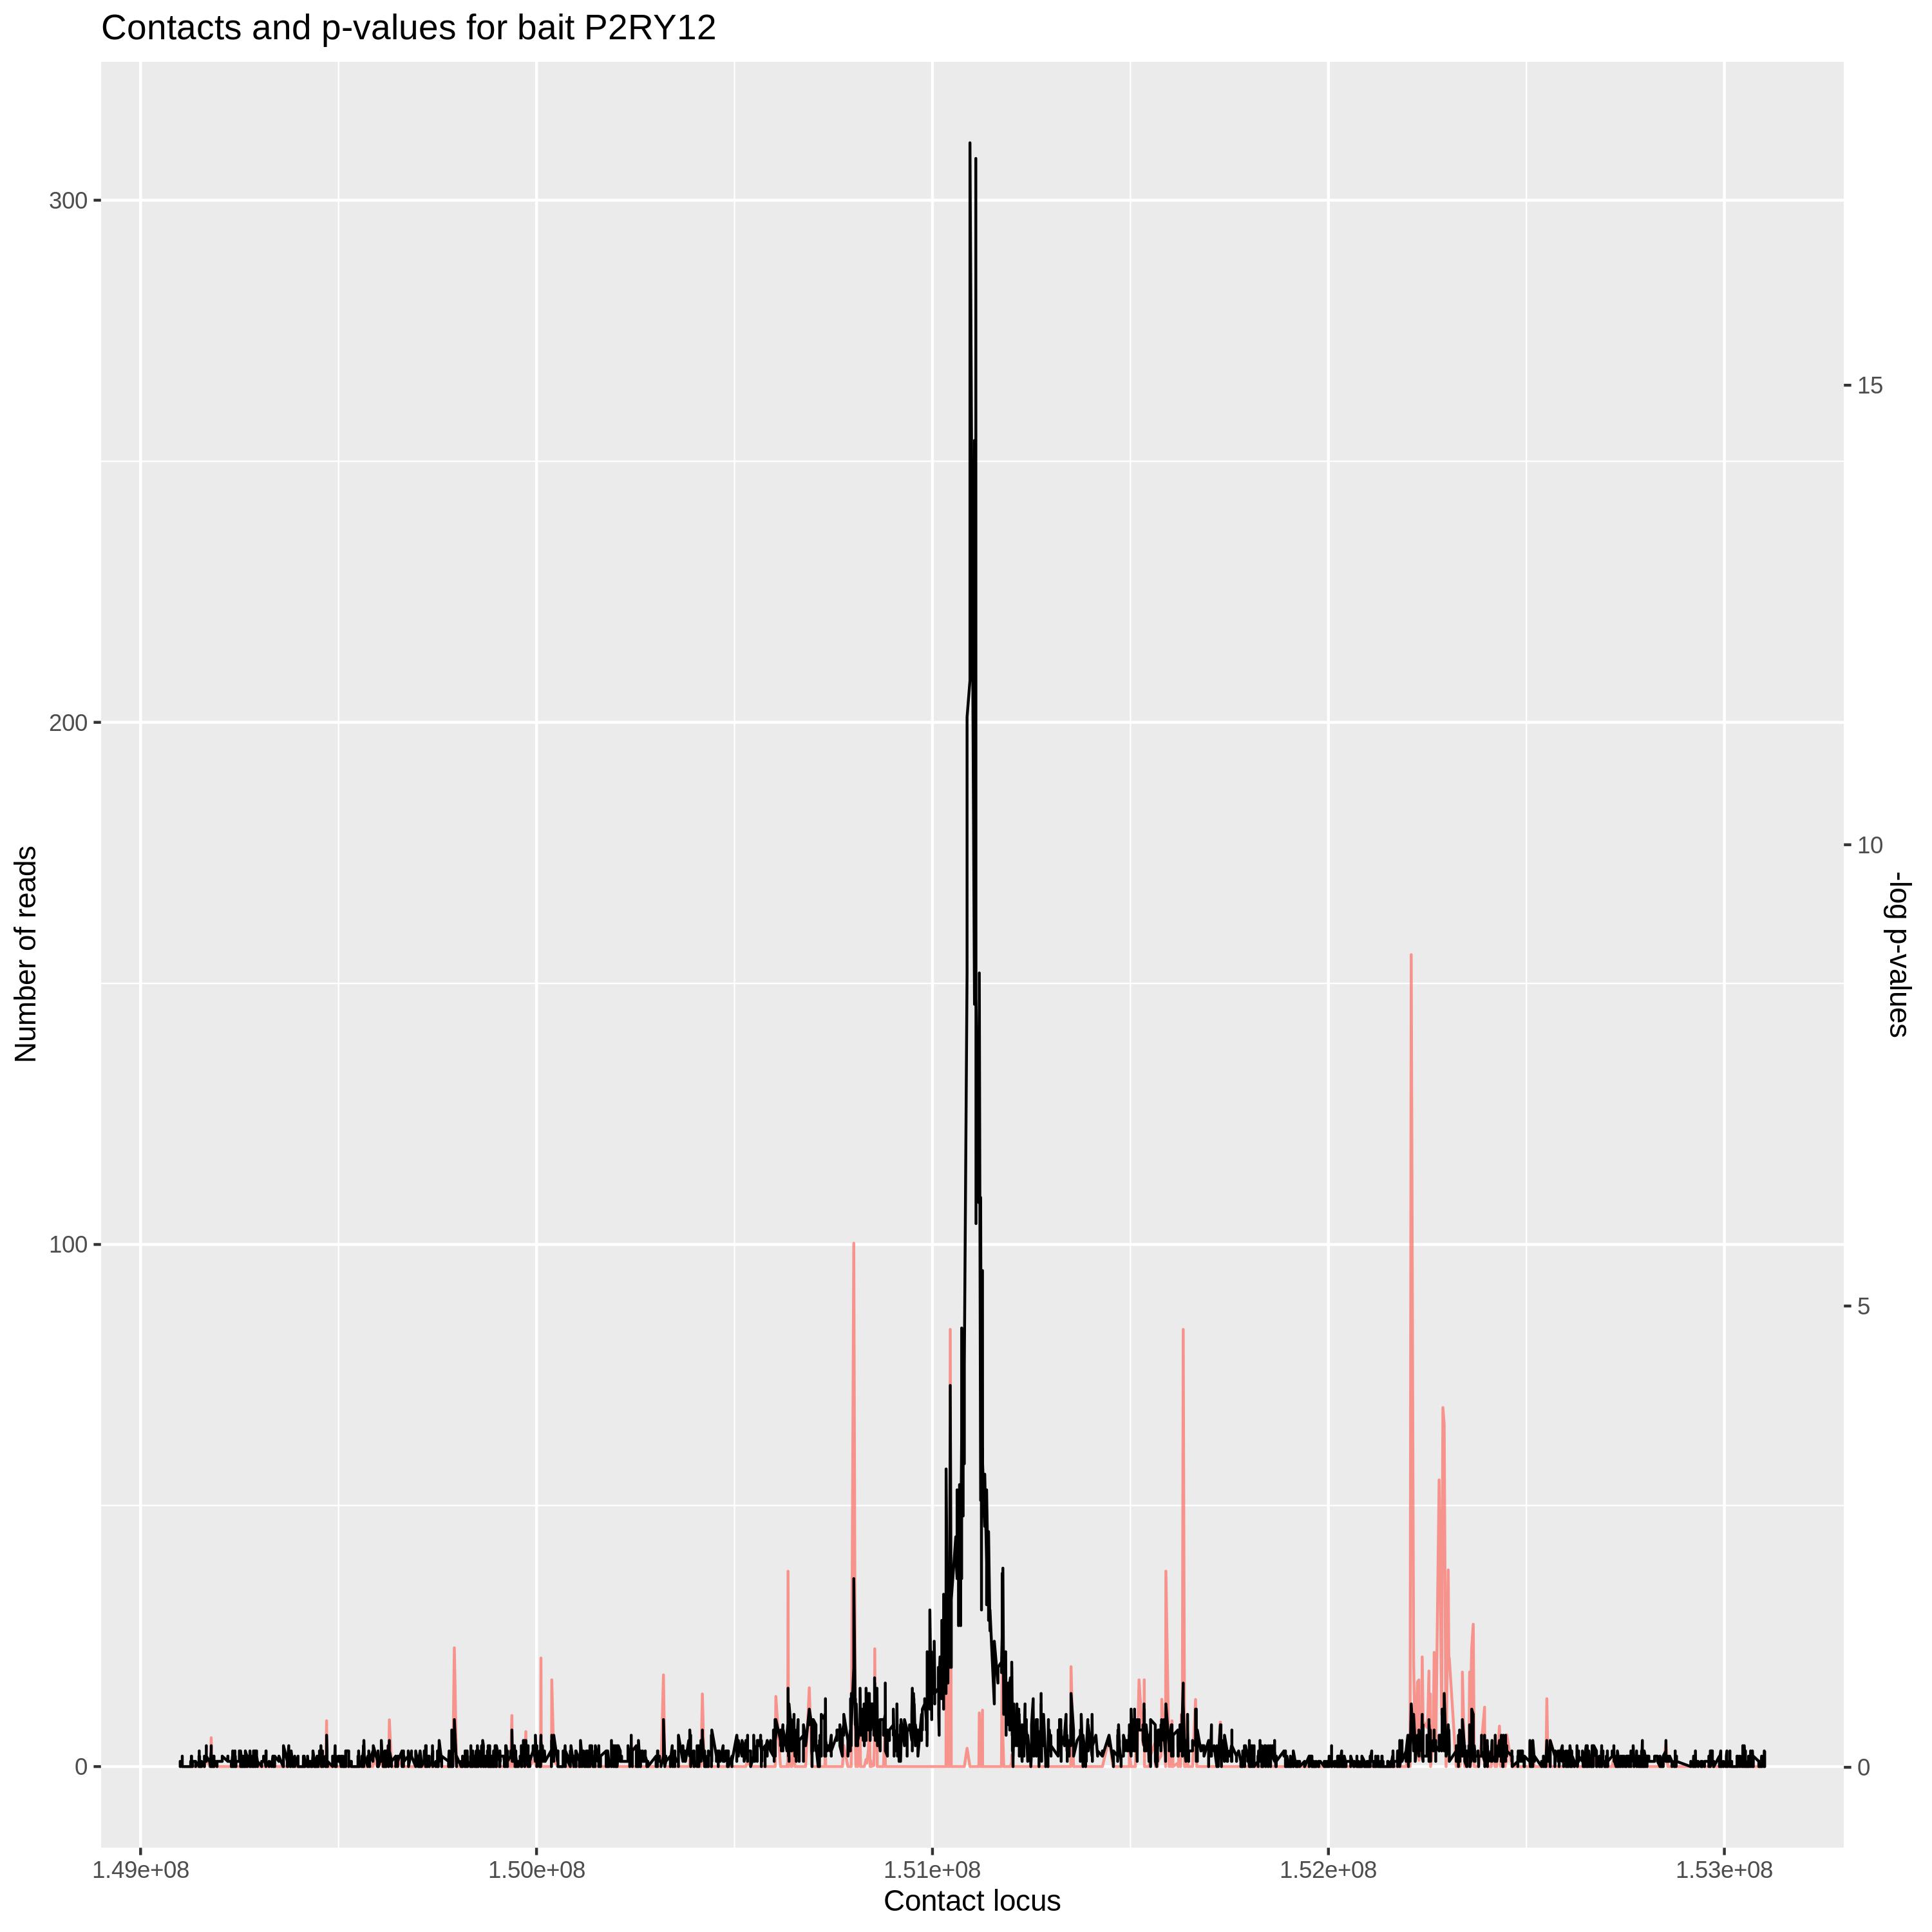 Contacts and p-values for bait P2RY12
300
200
100
0
Number of reads
15
10
5
0
-log p-values
1.49e+08 1.50e+08 1.51e+08 1.52e+08 1.53e+08
Contact locus